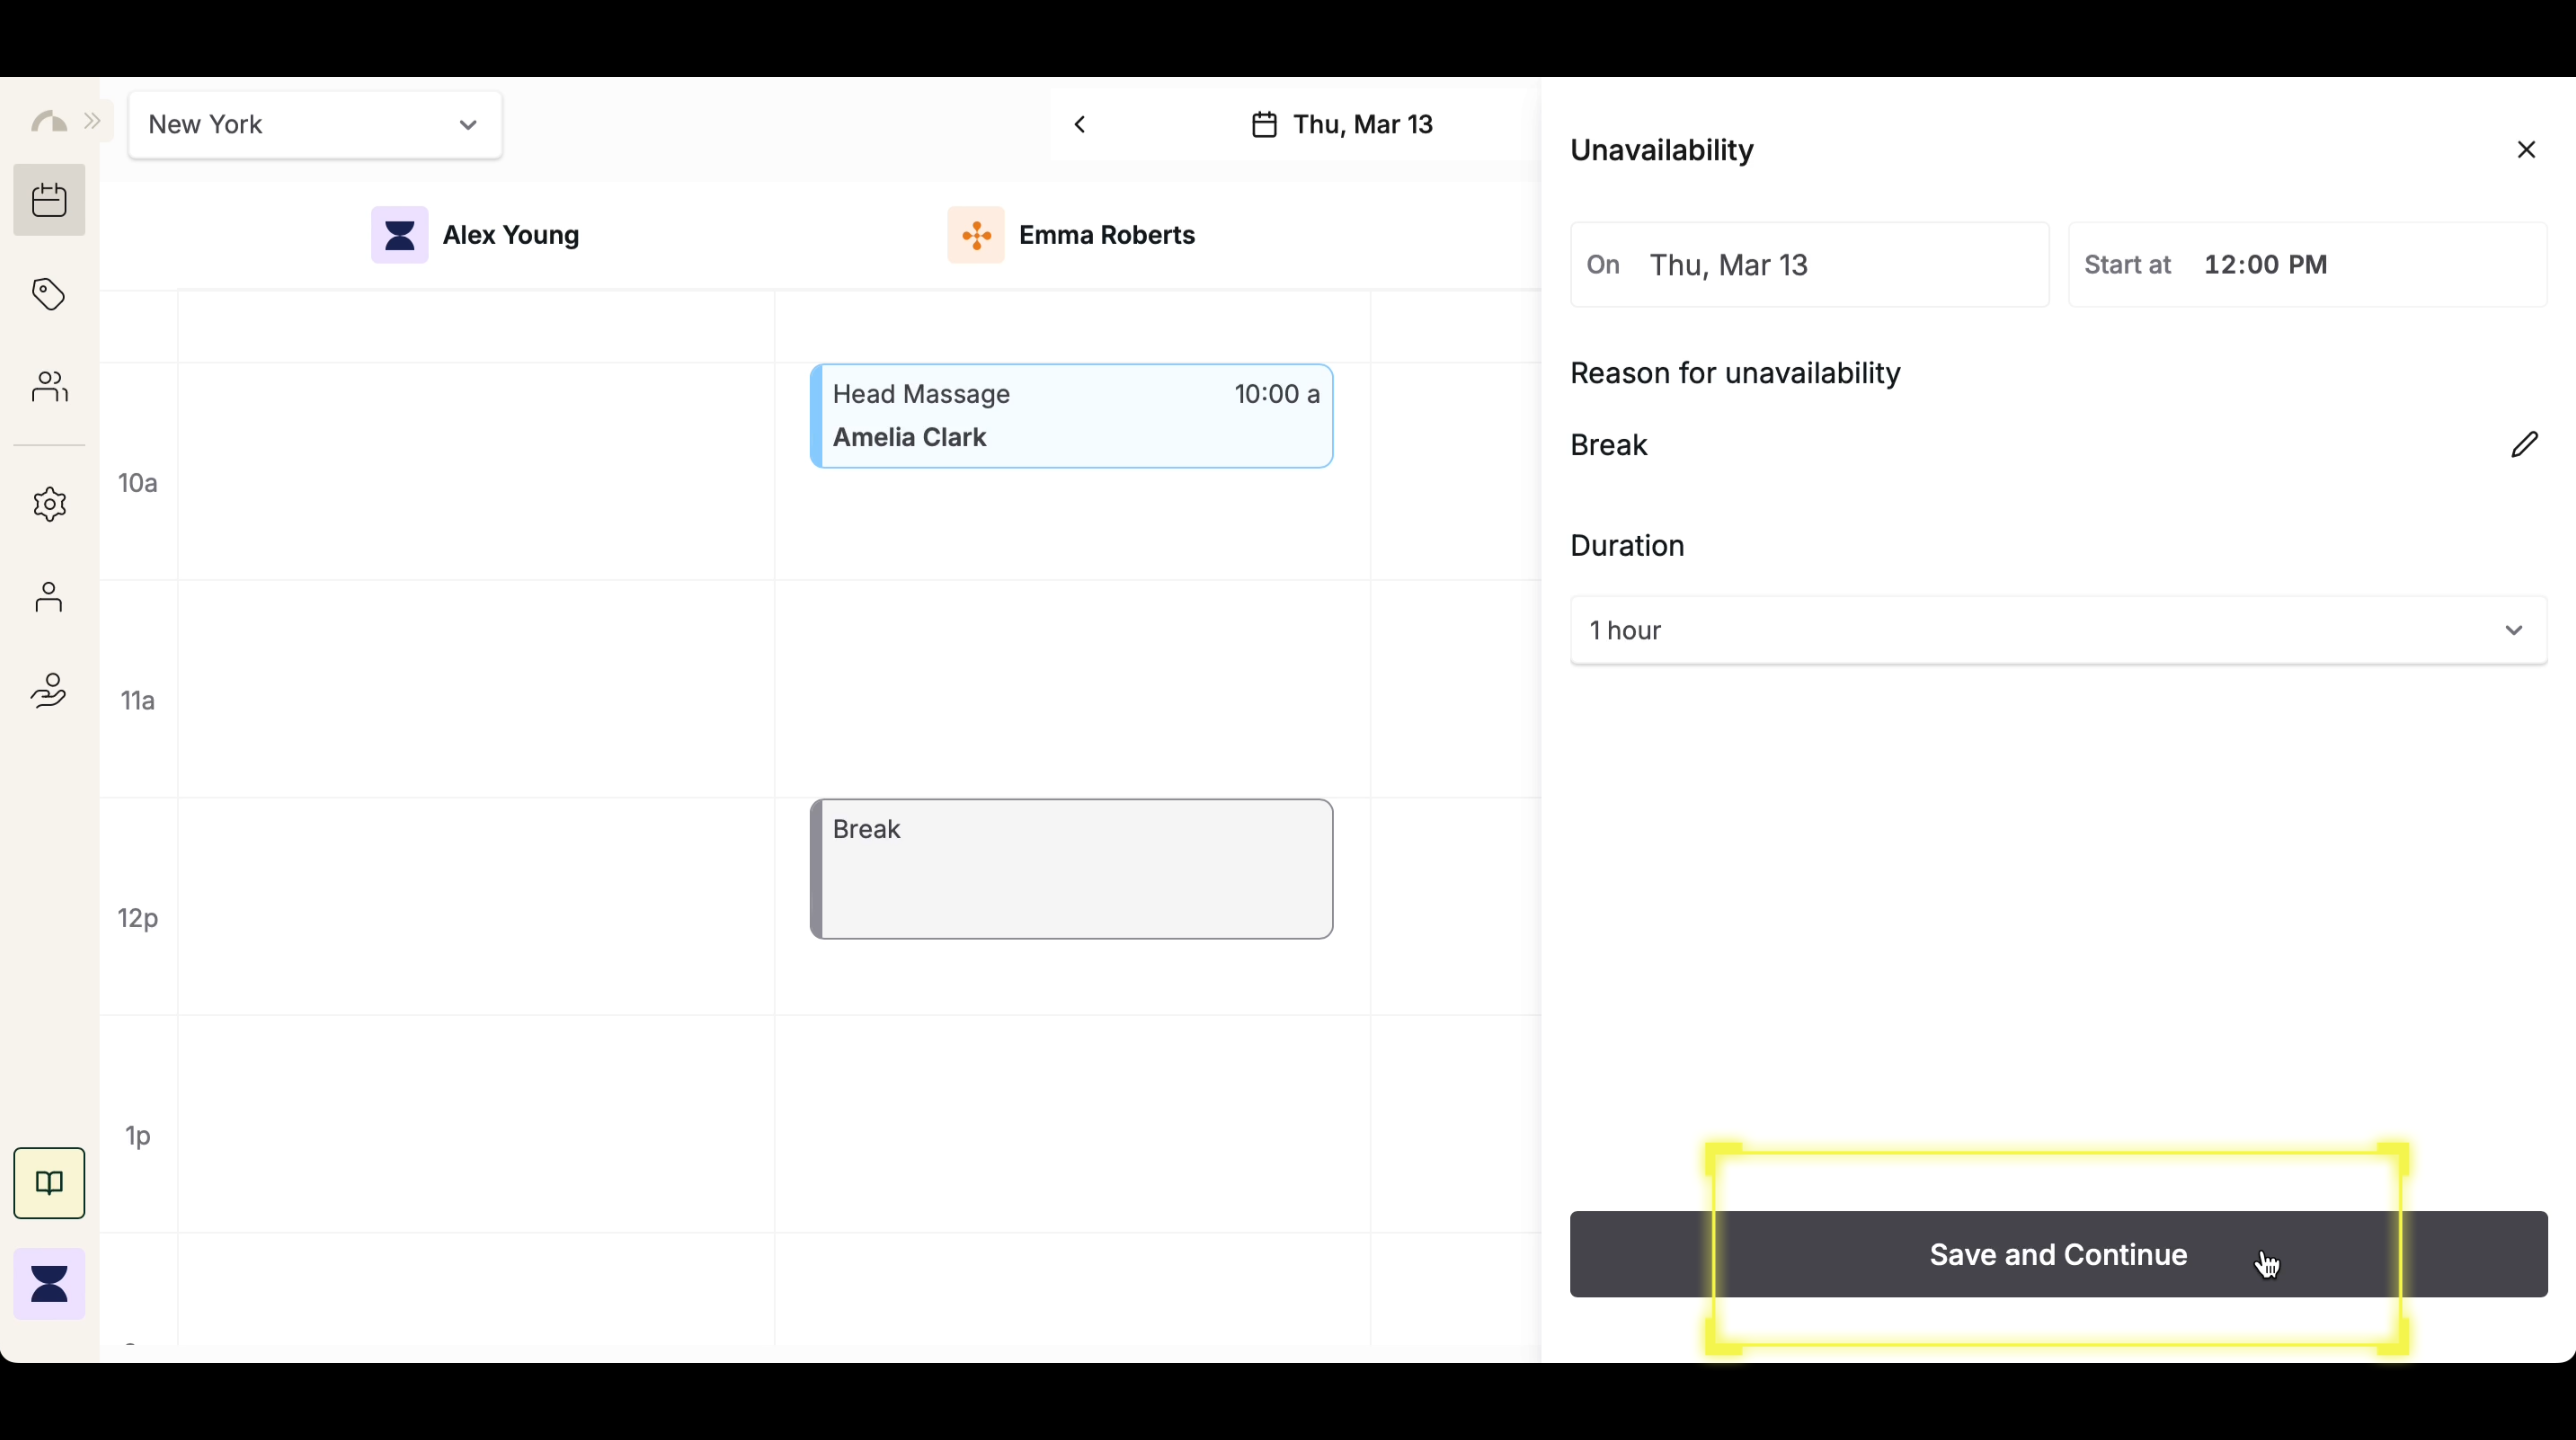 New York
Thu, Mar 13
Alex Young
Emma Roberts
Head Massage 10:00 a
Amelia Clark
10a
11a
Break
12p
1p
Unavailability
On Thu, Mar 13
Start at 12:00 PM
Reason for unavailability
Break
Duration
1 hour
Save and Continue